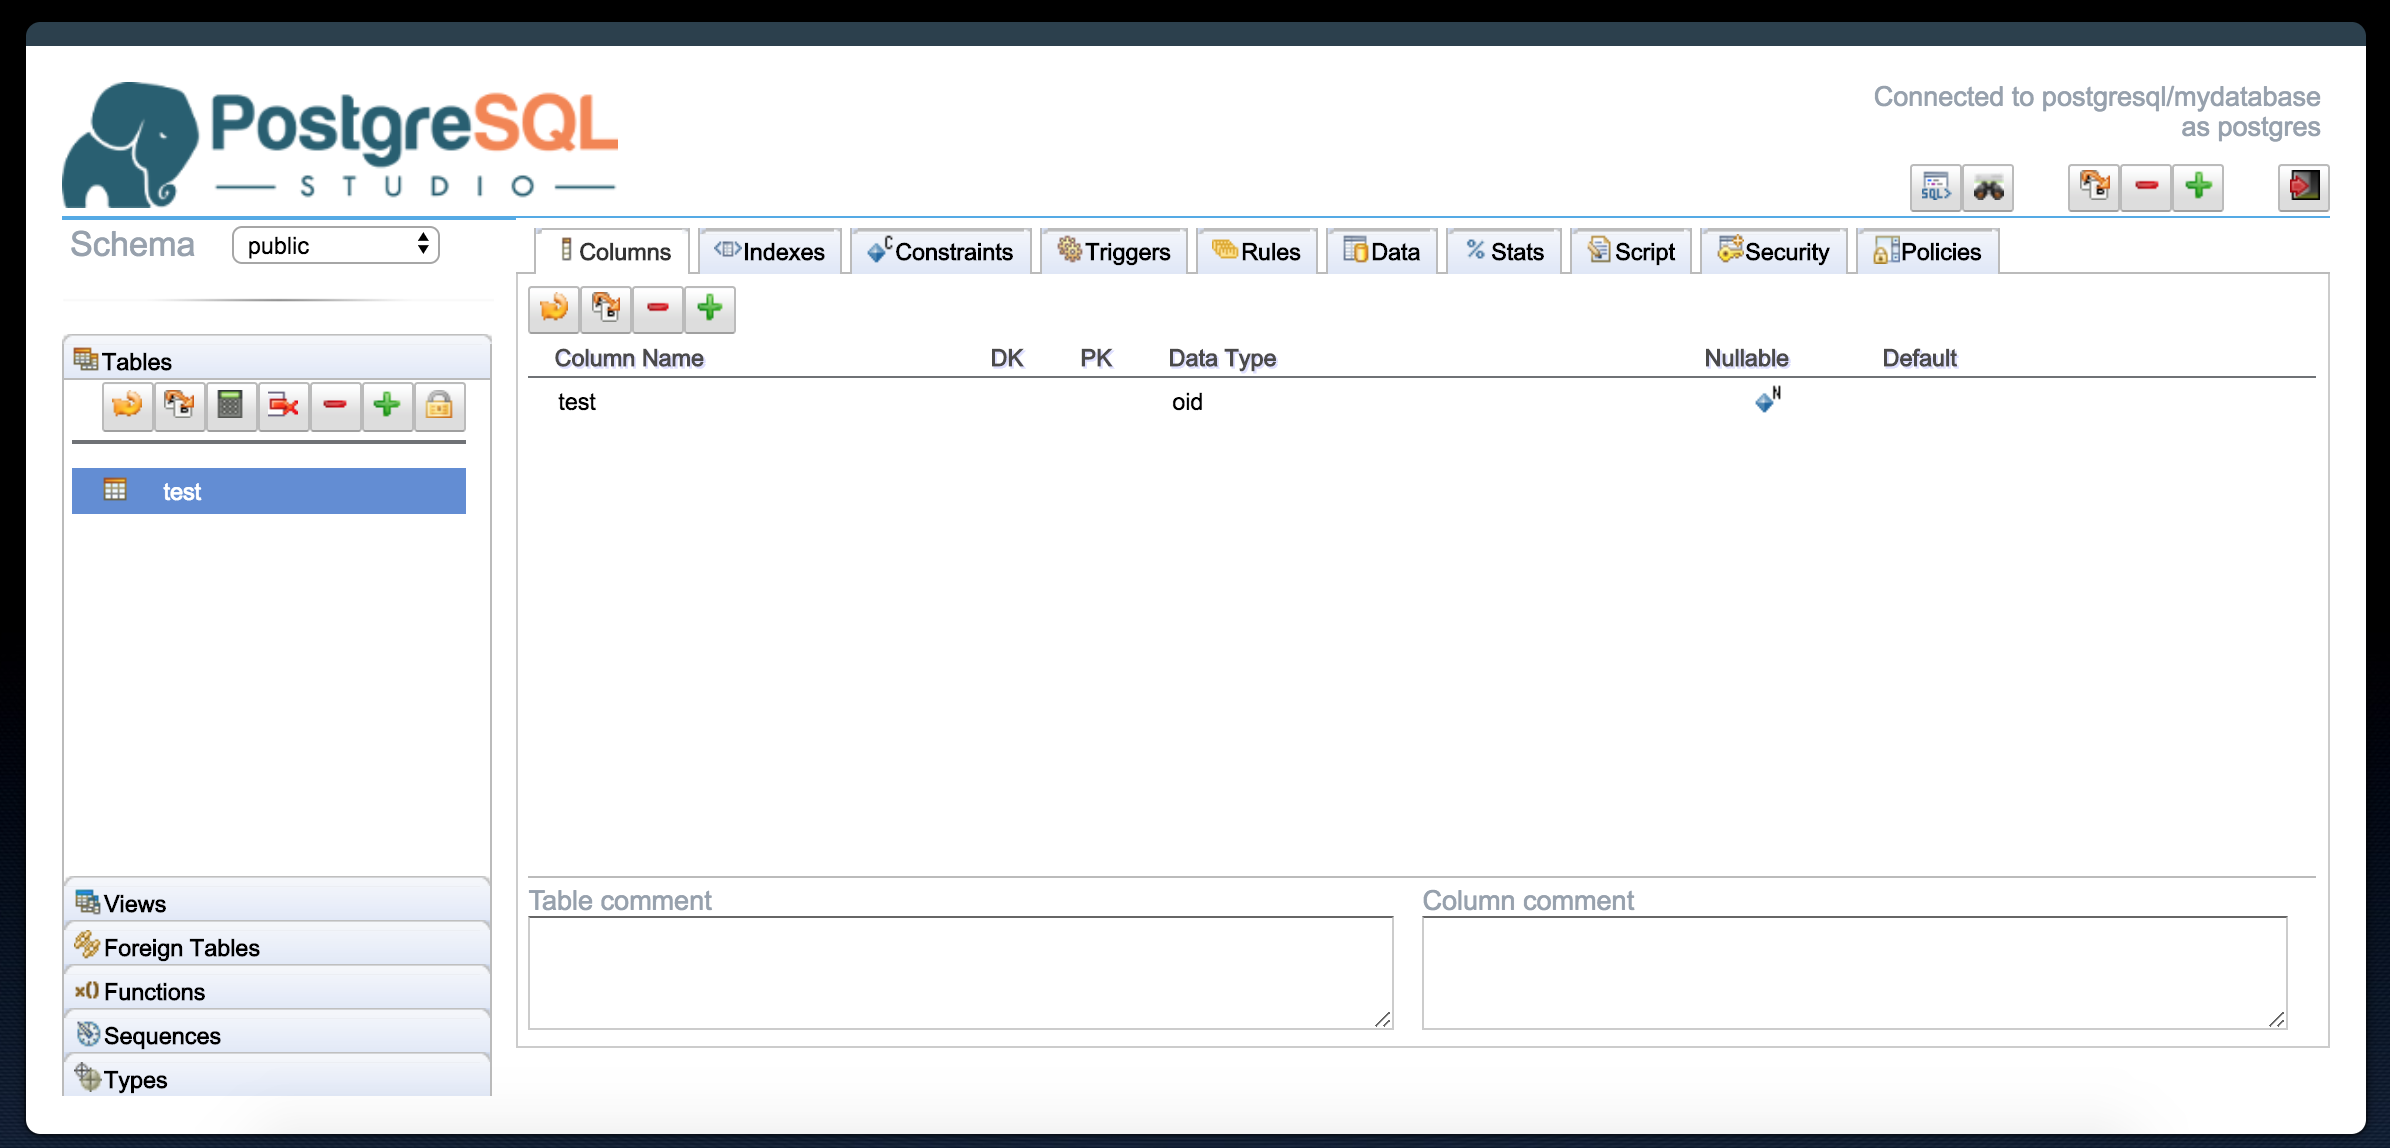 PostgreSQL
STUDIO
Connected to postgresql/mydatabase
as postgres
SQL>
Schema
public
Columns
Indexes
Constraints
Triggers
Rules
Data
Stats
Script
Security
Policies
Tables
Column Name
DK
PK
Data Type
Nullable
Default
test
oid
N
test
Views
Foreign Tables
Functions
Sequences
Types
Table comment
Column comment